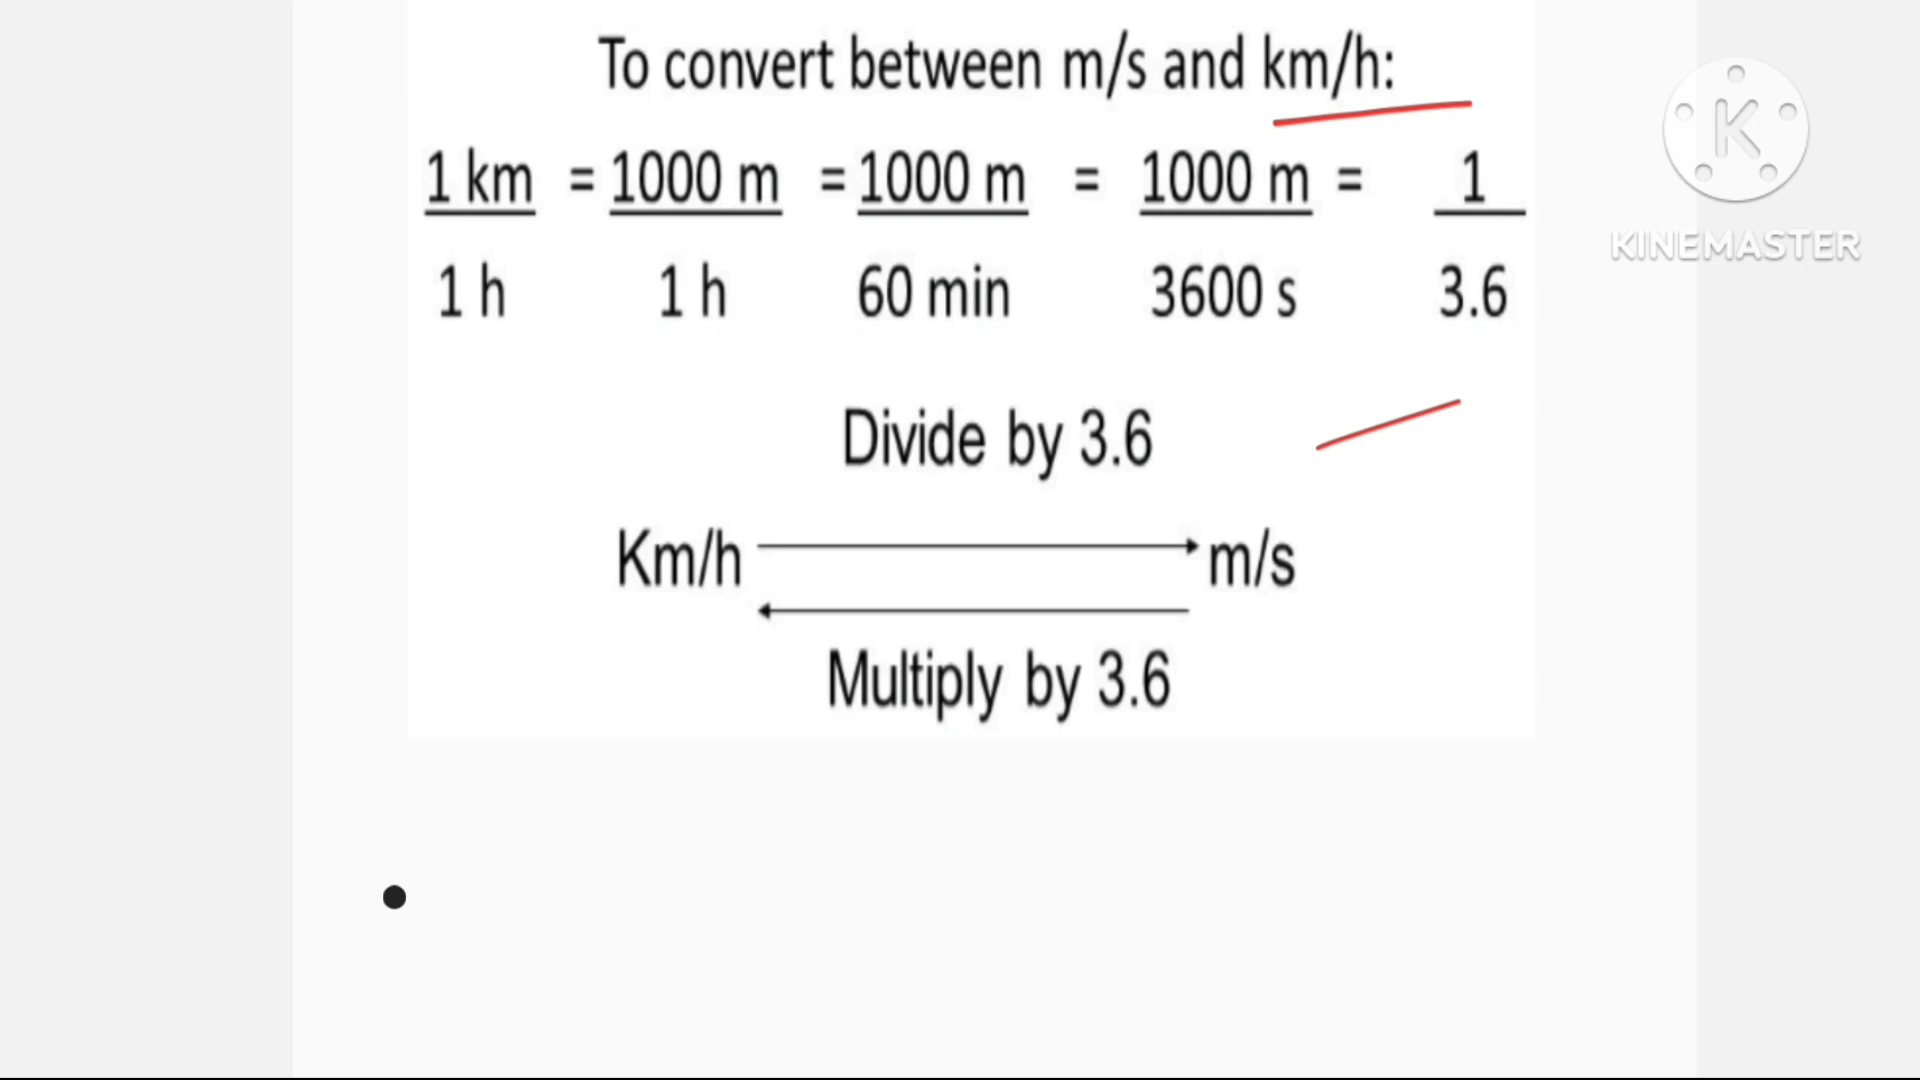 To convert between m/s and km/h:
1 km = 1000 m = 1000 m = 1000 m = 1
1 h 1 h 60 min 3600 s 3.6
Divide by 3.6
Km/h m/s
Multiply by 3.6
K
KINEMASTER